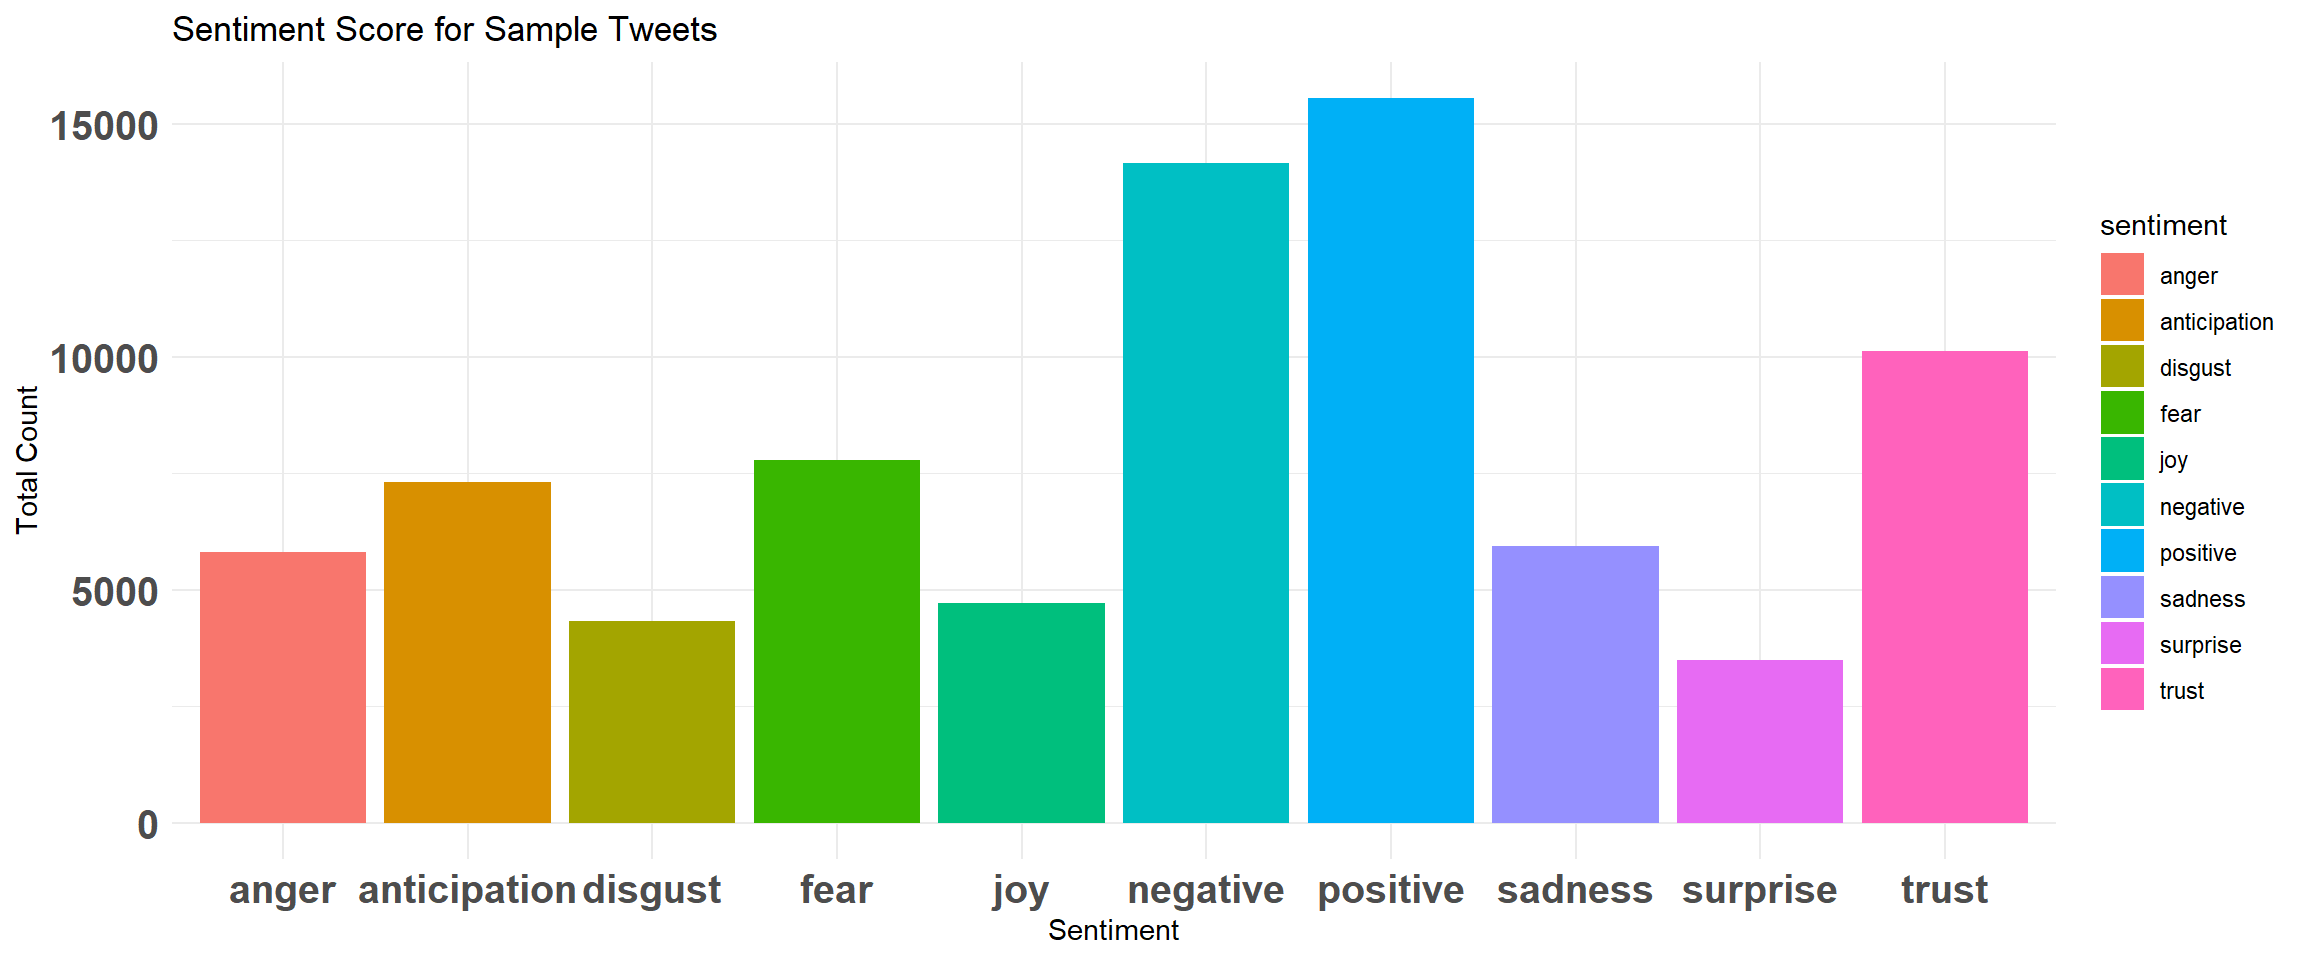 Sentiment Score for Sample Tweets
15000
10000
5000
0
Total Count
anger anticipation disgust fear joy negative positive sadness surprise trust
Sentiment
sentiment
anger
anticipation
disgust
fear
joy
negative
positive
sadness
surprise
trust